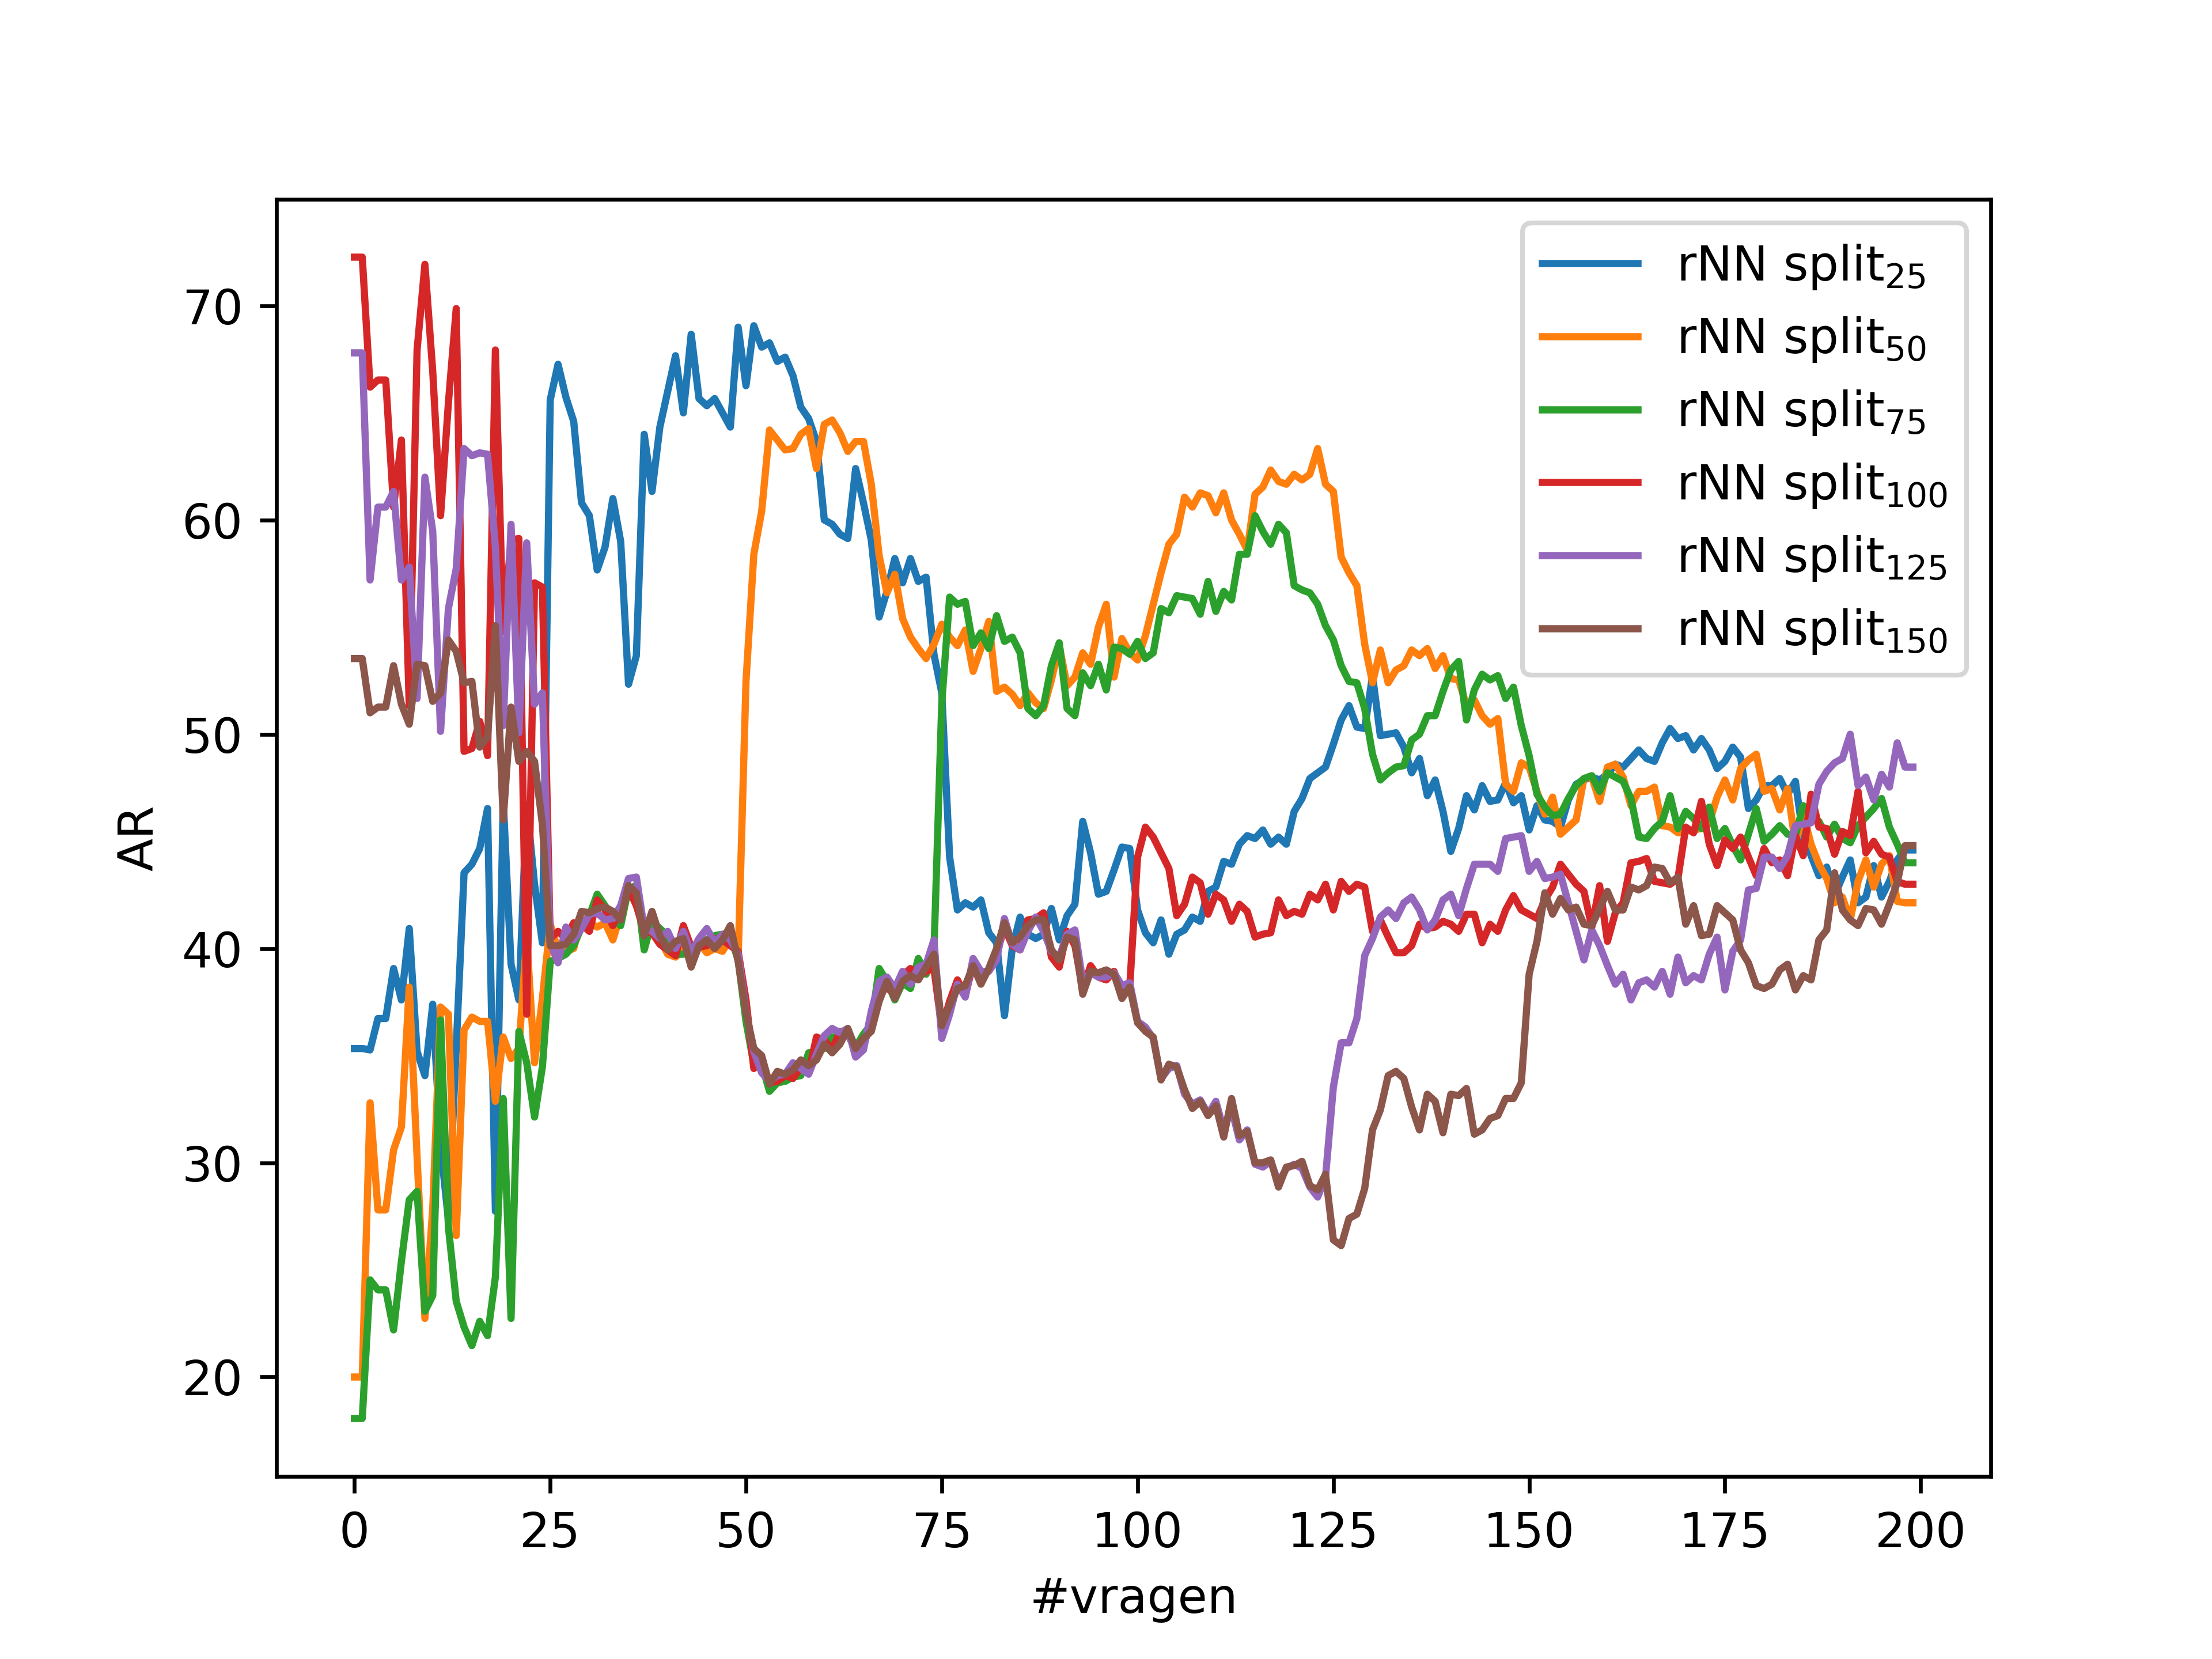 rNN split25
rNN split50
rNN split75
rNN split100
rNN split125
rNN split150
70
60
50
40
30
20
AR
0 25 50 75 100 125 150 175 200
#vragen